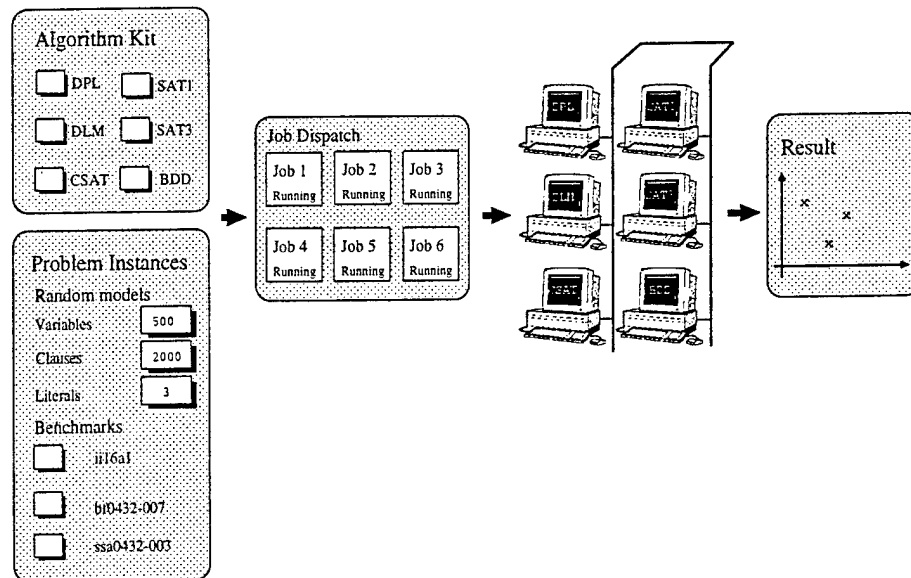 Algorithm Kit
DPL SAT1
DLM SAT3
CSAT BDD
Problem Instances
Random models
Variables 500
Clauses 2000
Literals 3
Benchmarks
ii16a1
bf0432-007
ssa0432-003
Job Dispatch
Job 1 Job 2 Job 3
Running Running Running
Job 4 Job 5 Job 6
Running Running Running
DPL SAT1
DLM SAT3
CSAT BDD
Result